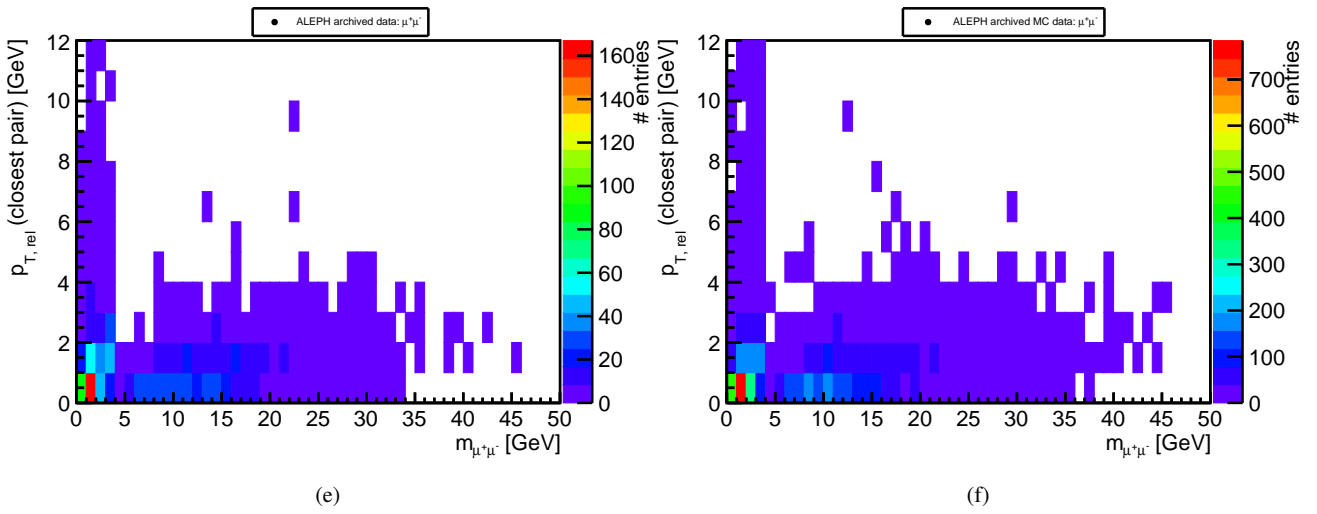 ALEPH archived data: μ⁺μ⁻
12
10
8
6
4
2
0
p_T, rel (closest pair) [GeV]
0 5 10 15 20 25 30 35 40 45 50
m_μ⁺μ⁻ [GeV]
160
140
120
100
80
60
40
20
0
# entries
(e)
ALEPH archived MC data: μ⁺μ⁻
12
10
8
6
4
2
0
p_T, rel (closest pair) [GeV]
0 5 10 15 20 25 30 35 40 45 50
m_μ⁺μ⁻ [GeV]
700
600
500
400
300
200
100
0
# entries
(f)